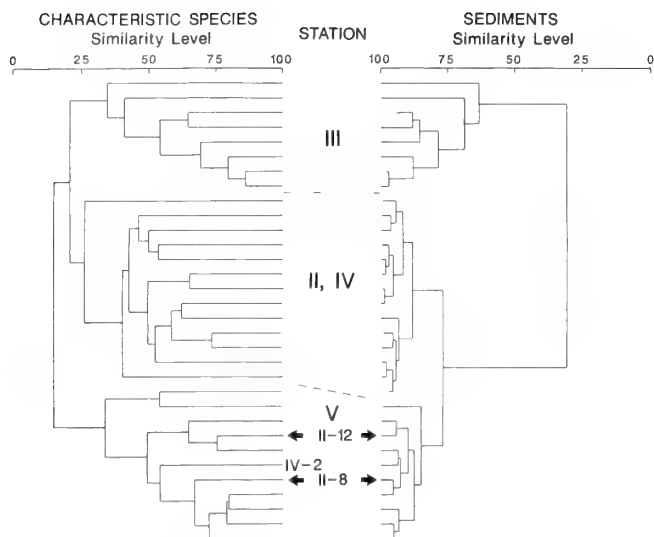 CHARACTERISTIC SPECIES STATION SEDIMENTS
Similarity Level Similarity Level
0 25 50 75 100 100 75 50 25 0
III
II, IV
V
II-12
IV-2
II-8